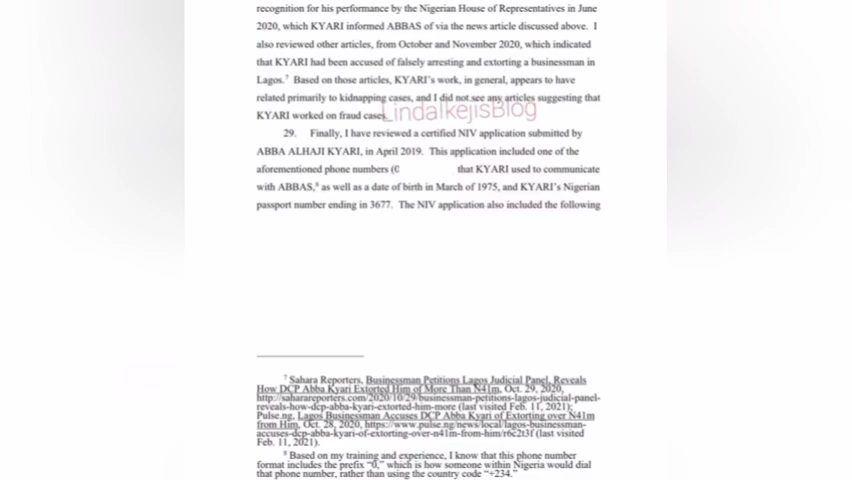 recognition for his performance by the Nigerian House of Representatives in June
2020, which KYARI informed ABBAS of via the news article discussed above. I
also reviewed other articles, from October and November 2020, which indicated
that KYARI had been accused of falsely arresting and extorting a businessman in
Lagos.⁷ Based on those articles, KYARI's work, in general, appears to have
related primarily to kidnapping cases, and I did not see any articles suggesting that
KYARI worked on fraud cases.
LindaIkejisBlog
29. Finally, I have reviewed a certified NIV application submitted by
ABBA ALHAJI KYARI, in April 2019. This application included one of the
aforementioned phone numbers (0 that KYARI used to communicate
with ABBAS,⁸ as well as a date of birth in March of 1975, and KYARI's Nigerian
passport number ending in 3677. The NIV application also included the following
⁷ Sahara Reporters, Businessman Petitions Lagos Judicial Panel, Reveals
How DCP Abba Kyari Extorted Him of More Than N41m, Oct. 29, 2020,
http://saharareporters.com/2020/10/29/businessman-petitions-lagos-judicial-panel-
reveals-how-dcp-abba-kyari-extorted-him-more (last visited Feb. 11, 2021);
Pulse.ng, Lagos Businessman Accuses DCP Abba Kyari of Extorting over N41m
from Him, Oct. 28, 2020, https://www.pulse.ng/news/local/lagos-businessman-
accuses-dcp-abba-kyari-of-extorting-over-n41m-from-him/r6c2t3f (last visited
Feb. 11, 2021).
⁸ Based on my training and experience, I know that this phone number
format includes the prefix "0," which is how someone within Nigeria would dial
that phone number, rather than using the country code "+234."